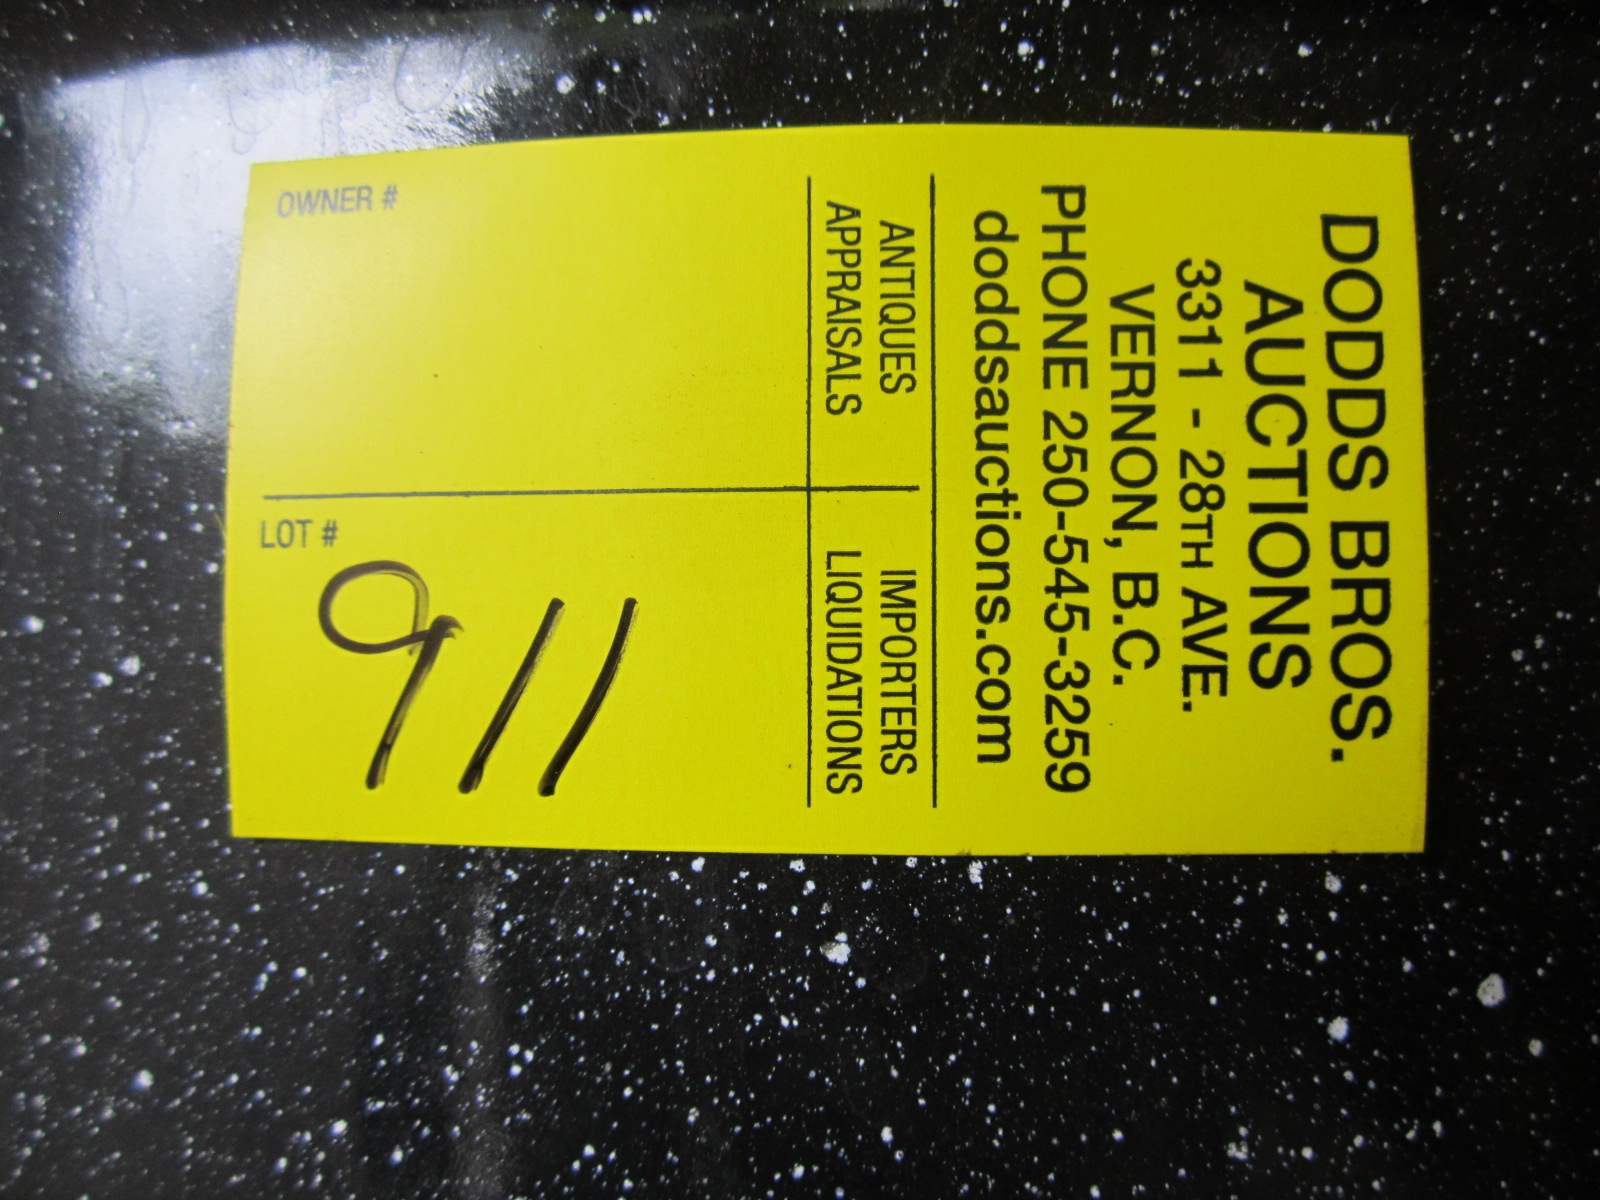 DODDS BROS.
AUCTIONS
3311 - 28TH AVE.
VERNON, B.C.
PHONE 250-545-3259
doddsauctions.com
ANTIQUES
APPRAISALS
IMPORTERS
LIQUIDATIONS
OWNER #
LOT #
911